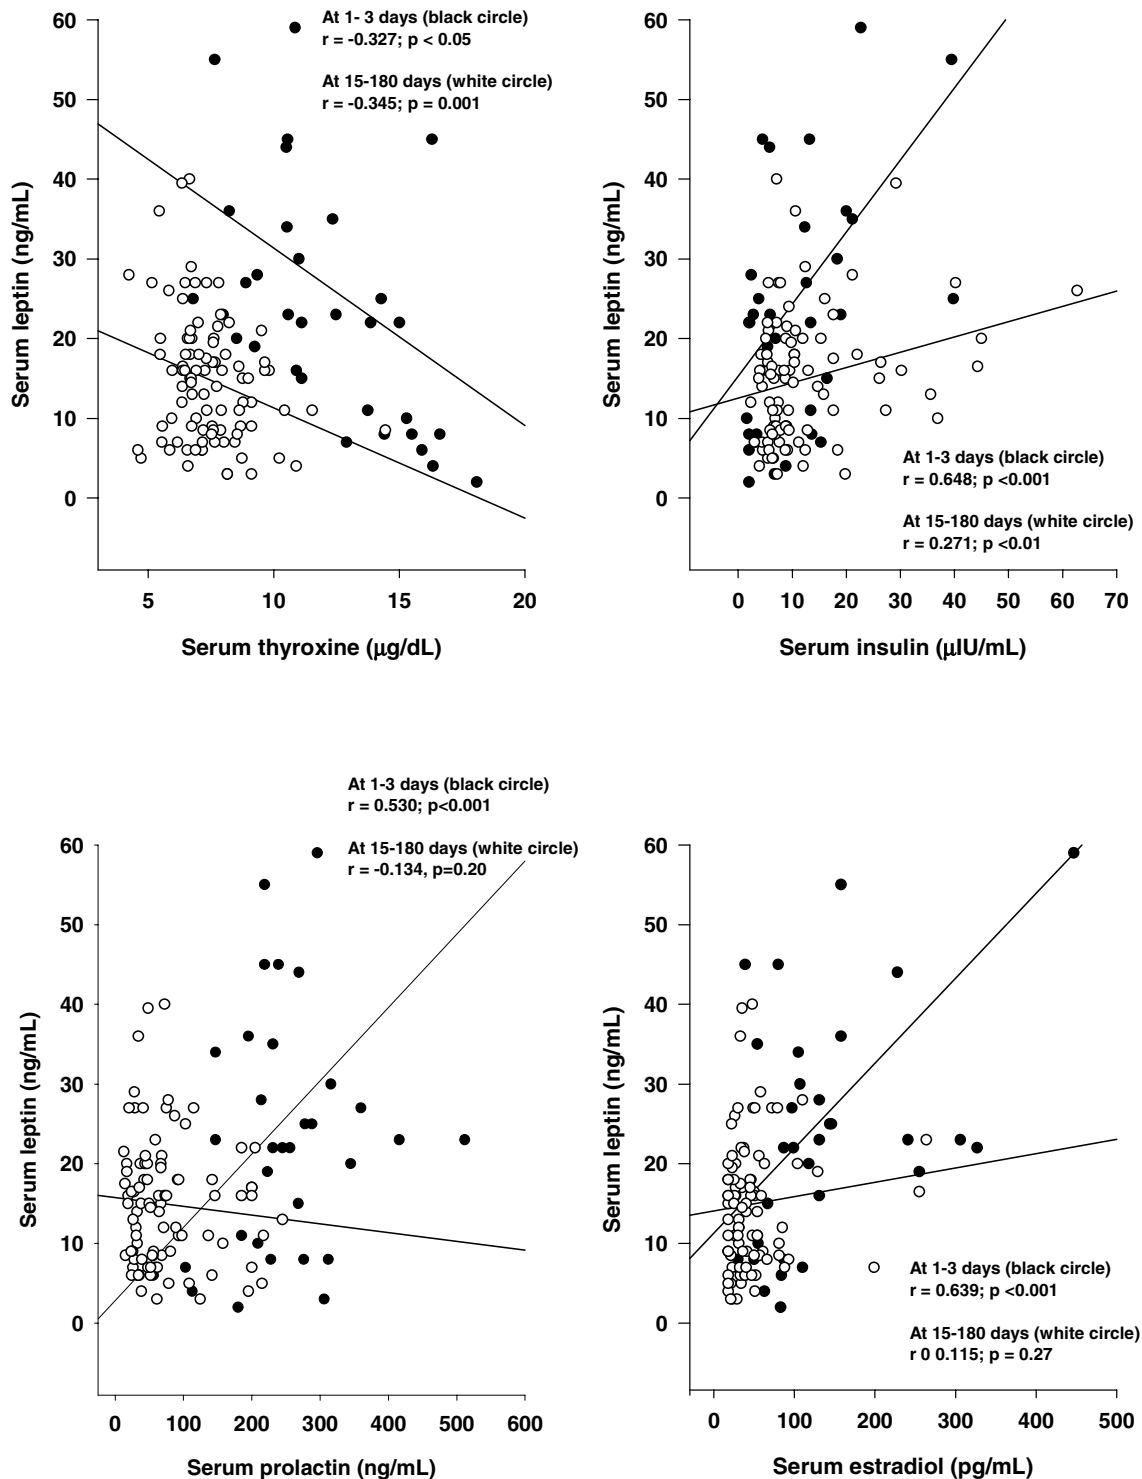 At 1- 3 days (black circle)
r = -0.327; p < 0.05
At 15-180 days (white circle)
r = -0.345; p = 0.001
60
50
40
30
20
10
0
Serum leptin (ng/mL)
5 10 15 20
Serum thyroxine (μg/dL)
60
50
40
30
20
10
0
Serum leptin (ng/mL)
At 1-3 days (black circle)
r = 0.648; p <0.001
At 15-180 days (white circle)
r = 0.271; p <0.01
0 10 20 30 40 50 60 70
Serum insulin (μIU/mL)
At 1-3 days (black circle)
r = 0.530; p<0.001
At 15-180 days (white circle)
r = -0.134, p=0.20
60
50
40
30
20
10
0
Serum leptin (ng/mL)
0 100 200 300 400 500 600
Serum prolactin (ng/mL)
60
50
40
30
20
10
0
Serum leptin (ng/mL)
At 1-3 days (black circle)
r = 0.639; p <0.001
At 15-180 days (white circle)
r 0 0.115; p = 0.27
0 100 200 300 400 500
Serum estradiol (pg/mL)